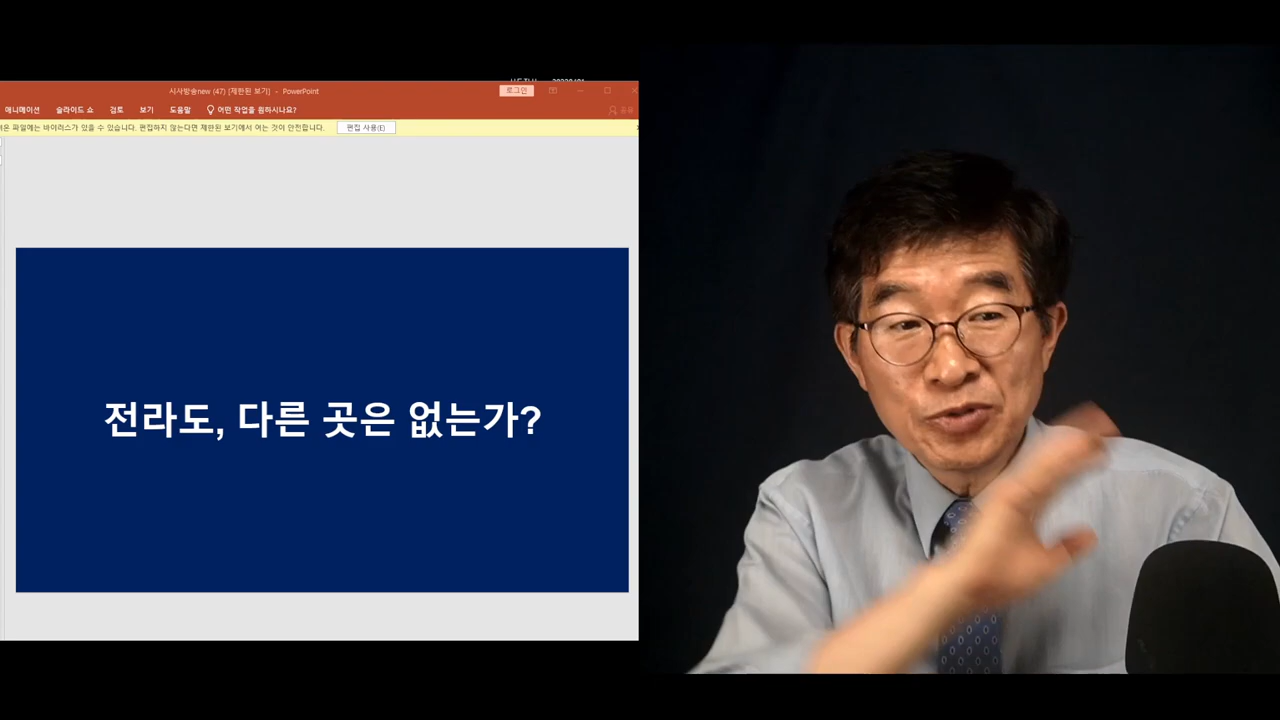 시사방송new (47) [제한된 보기] - PowerPoint
로그인
애니메이션 슬라이드 쇼 검토 보기 도움말 어떤 작업을 원하시나요? 공유
파일에는 바이러스가 있을 수 있습니다. 편집하지 않는다면 제한된 보기에서 여는 것이 안전합니다. 편집 사용(E)
전라도, 다른 곳은 없는가?